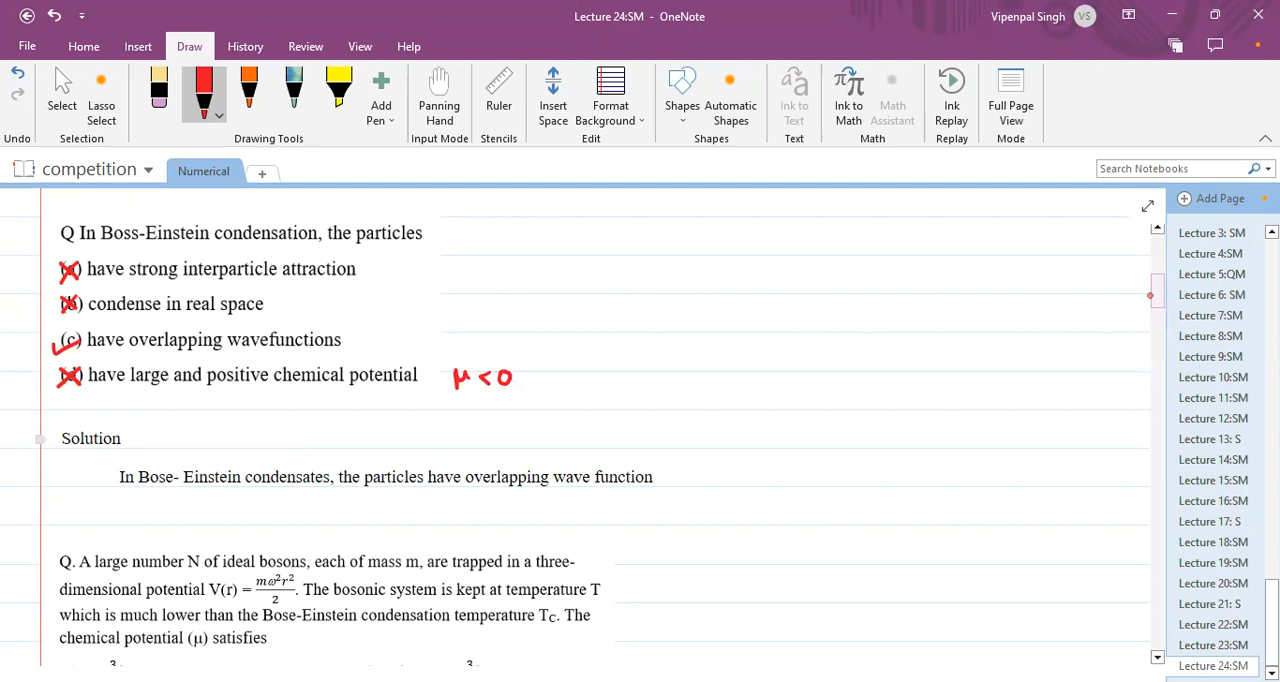 Lecture 24:SM - OneNote
Vipenpal Singh VS
File Home Insert Draw History Review View Help
Undo
Select
Lasso Select
Add Pen
Panning Hand
Ruler
Insert Space
Format Background
Shapes
Automatic Shapes
Ink to Text
Ink to Math
Math Assistant
Ink Replay
Full Page View
Selection Drawing Tools Input Mode Stencils Edit Shapes Text Math Replay Mode
competition Numerical Search Notebooks
Add Page
Q In Boss-Einstein condensation, the particles
(a) have strong interparticle attraction
(b) condense in real space
(c) have overlapping wavefunctions
(d) have large and positive chemical potential μ < 0
Solution
In Bose- Einstein condensates, the particles have overlapping wave function
Q. A large number N of ideal bosons, each of mass m, are trapped in a three-
dimensional potential V(r) = mω²r²/2. The bosonic system is kept at temperature T
which is much lower than the Bose-Einstein condensation temperature T_C. The
chemical potential (μ) satisfies
Lecture 3: SM
Lecture 4:SM
Lecture 5:QM
Lecture 6: SM
Lecture 7:SM
Lecture 8:SM
Lecture 9:SM
Lecture 10:SM
Lecture 11:SM
Lecture 12:SM
Lecture 13: S
Lecture 14:SM
Lecture 15:SM
Lecture 16:SM
Lecture 17: S
Lecture 18:SM
Lecture 19:SM
Lecture 20:SM
Lecture 21: S
Lecture 22:SM
Lecture 23:SM
Lecture 24:SM